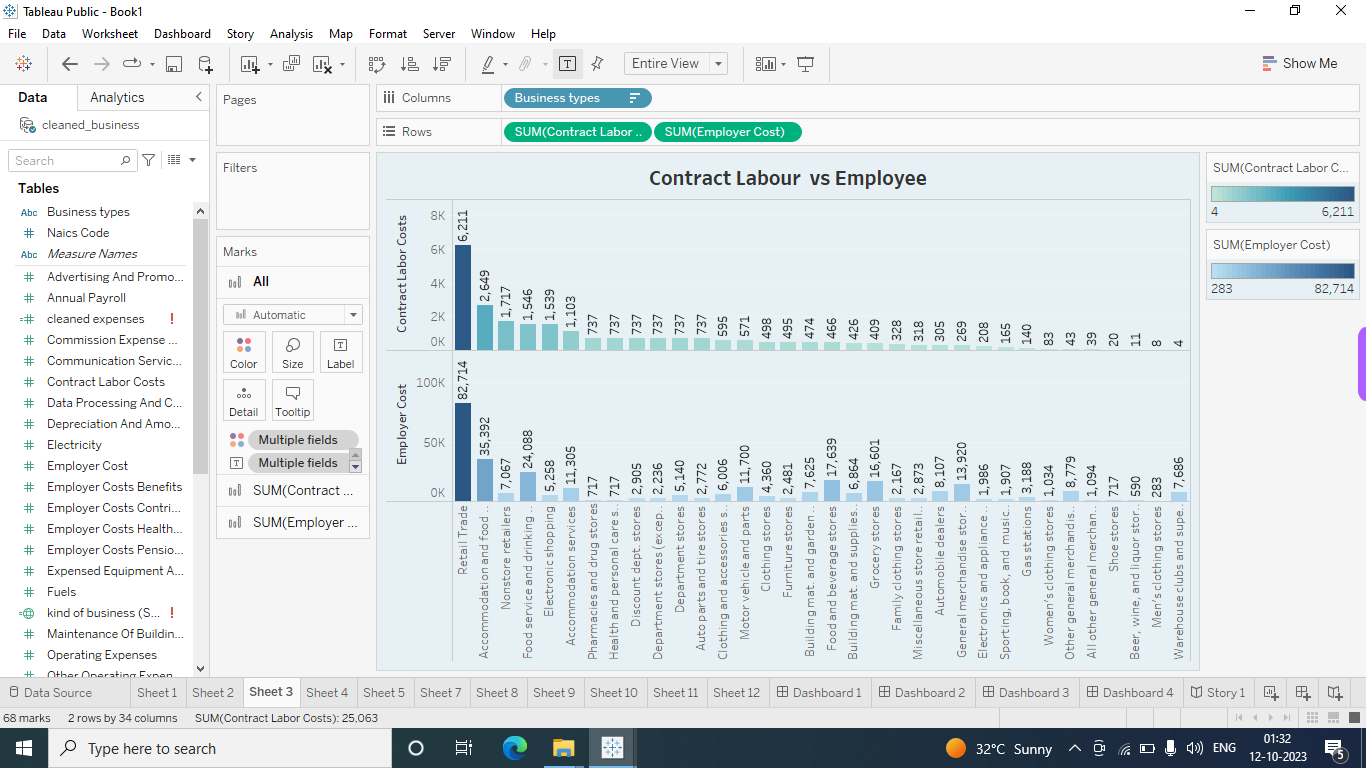 Tableau Public - Book1
File Data Worksheet Dashboard Story Analysis Map Format Server Window Help
Entire View
Show Me
Data Analytics
cleaned_business
Search
Tables
Abc Business types
Naics Code
Abc Measure Names
Advertising And Promo...
Annual Payroll
cleaned expenses !
Commission Expense ...
Communication Servic...
Contract Labor Costs
Data Processing And C...
Depreciation And Amo...
Electricity
Employer Cost
Employer Costs Benefits
Employer Costs Contri...
Employer Costs Health...
Employer Costs Pensio...
Expensed Equipment A...
Fuels
kind of business (S... !
Maintenance Of Buildin...
Operating Expenses
Other Operating Expen
Pages
Filters
Marks
All
Automatic
Color Size Label
Detail Tooltip
Multiple fields
Multiple fields
SUM(Contract ...
SUM(Employer ...
Columns Business types
Rows SUM(Contract Labor .. SUM(Employer Cost)
Contract Labour vs Employee
Contract Labor Costs
8K
6K
4K
2K
0K
6,211 2,649 1,717 1,546 1,539 1,103 737 737 737 737 737 737 595 571 498 495 474 466 426 409 328 318 305 269 208 165 140 83 43 39 20 11 8 4
Employer Cost
100K
50K
0K
82,714 35,392 7,067 24,088 5,258 11,305 717 717 2,905 2,236 5,140 2,772 6,006 11,700 4,360 2,481 7,625 17,639 6,864 16,601 2,167 2,873 8,107 13,920 1,986 1,907 3,188 1,034 8,779 1,094 717 590 283 7,686
Retail Trade
Accommodation and food ..
Nonstore retailers
Food service and drinking ..
Electronic shopping
Accommodation services
Pharmacies and drug stores
Health and personal care s..
Discount dept. stores
Department stores (excep..
Department stores
Auto parts and tire stores
Clothing and accessories s..
Motor vehicle and parts
Clothing stores
Furniture stores
Building mat. and garden ..
Food and beverage stores
Building mat. and supplies..
Grocery stores
Family clothing stores
Miscellaneous store retail..
Automobile dealers
General merchandise stor..
Electronics and appliance ..
Sporting, book, and music..
Gas stations
Women's clothing stores
Other general merchandis..
All other general merchan..
Shoe stores
Beer, wine, and liquor stor..
Men's clothing stores
Warehouse clubs and supe..
SUM(Contract Labor C...
4 6,211
SUM(Employer Cost)
283 82,714
Data Source Sheet 1 Sheet 2 Sheet 3 Sheet 4 Sheet 5 Sheet 7 Sheet 8 Sheet 9 Sheet 10 Sheet 11 Sheet 12 Dashboard 1 Dashboard 2 Dashboard 3 Dashboard 4 Story 1
68 marks 2 rows by 34 columns SUM(Contract Labor Costs): 25,063
Type here to search
32°C Sunny
ENG
01:32
12-10-2023
5